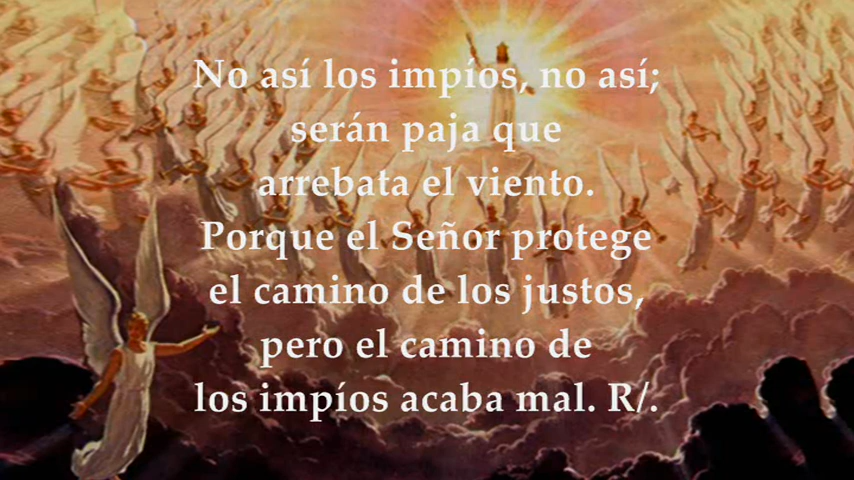 No así los impíos, no así;
serán paja que
arrebata el viento.
Porque el Señor protege
el camino de los justos,
pero el camino de
los impíos acaba mal. R/.